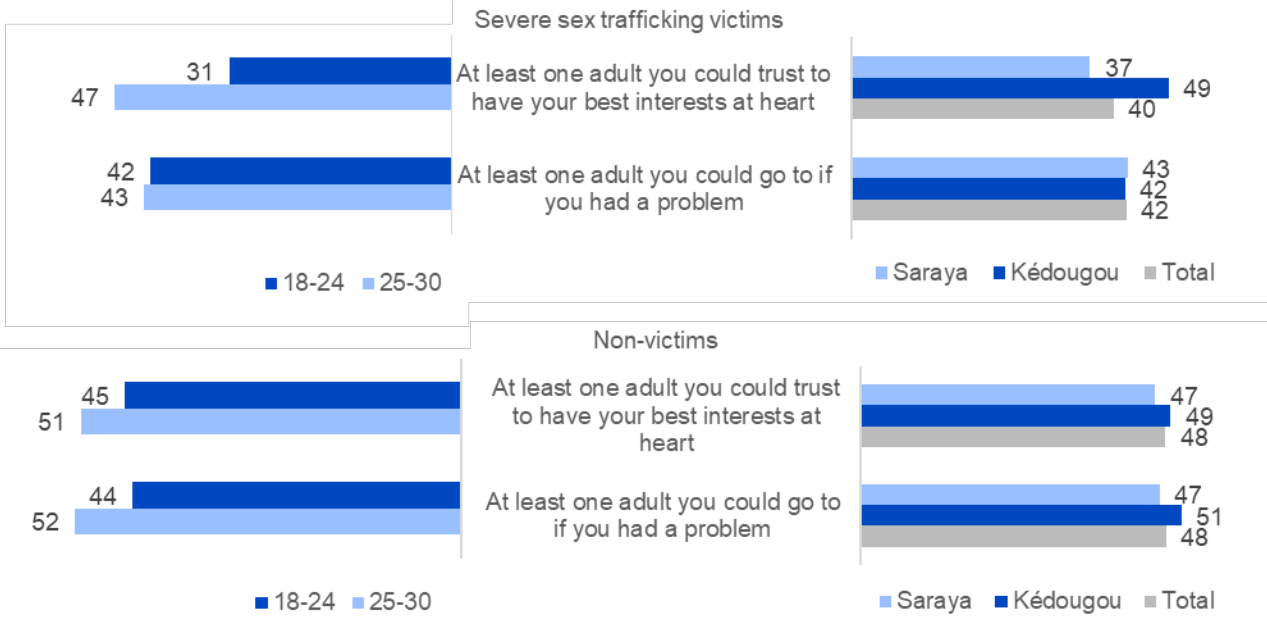 Severe sex trafficking victims
31
47
At least one adult you could trust to
have your best interests at heart
37
49
40
42
43
At least one adult you could go to if
you had a problem
43
42
42
18-24 25-30
Saraya Kédougou Total
Non-victims
45
51
At least one adult you could trust
to have your best interests at
heart
47
49
48
44
52
At least one adult you could go to
if you had a problem
47
51
48
18-24 25-30
Saraya Kédougou Total